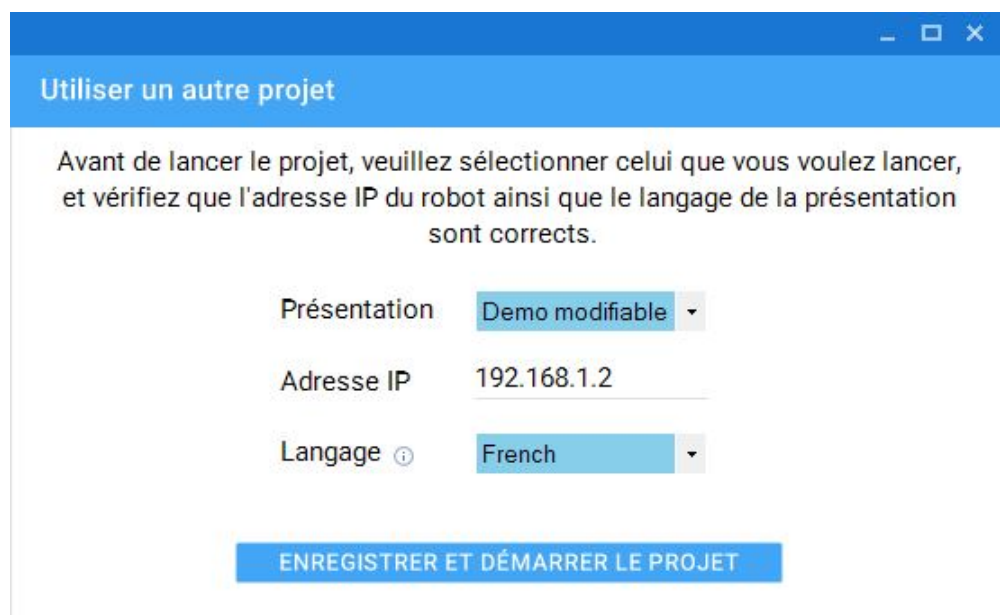 Utiliser un autre projet
Avant de lancer le projet, veuillez sélectionner celui que vous voulez lancer,
et vérifiez que l'adresse IP du robot ainsi que le langage de la présentation
sont corrects.
Présentation Demo modifiable
Adresse IP 192.168.1.2
Langage French
ENREGISTRER ET DÉMARRER LE PROJET